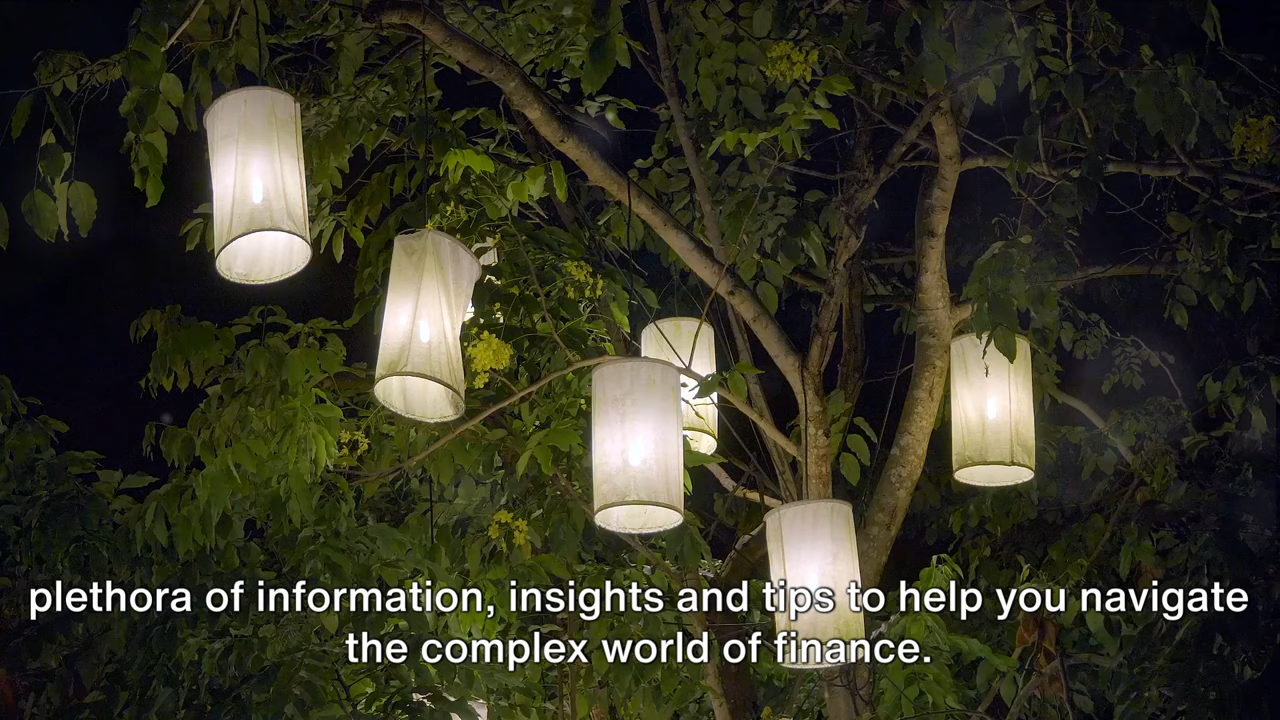 plethora of information, insights and tips to help you navigate
the complex world of finance.